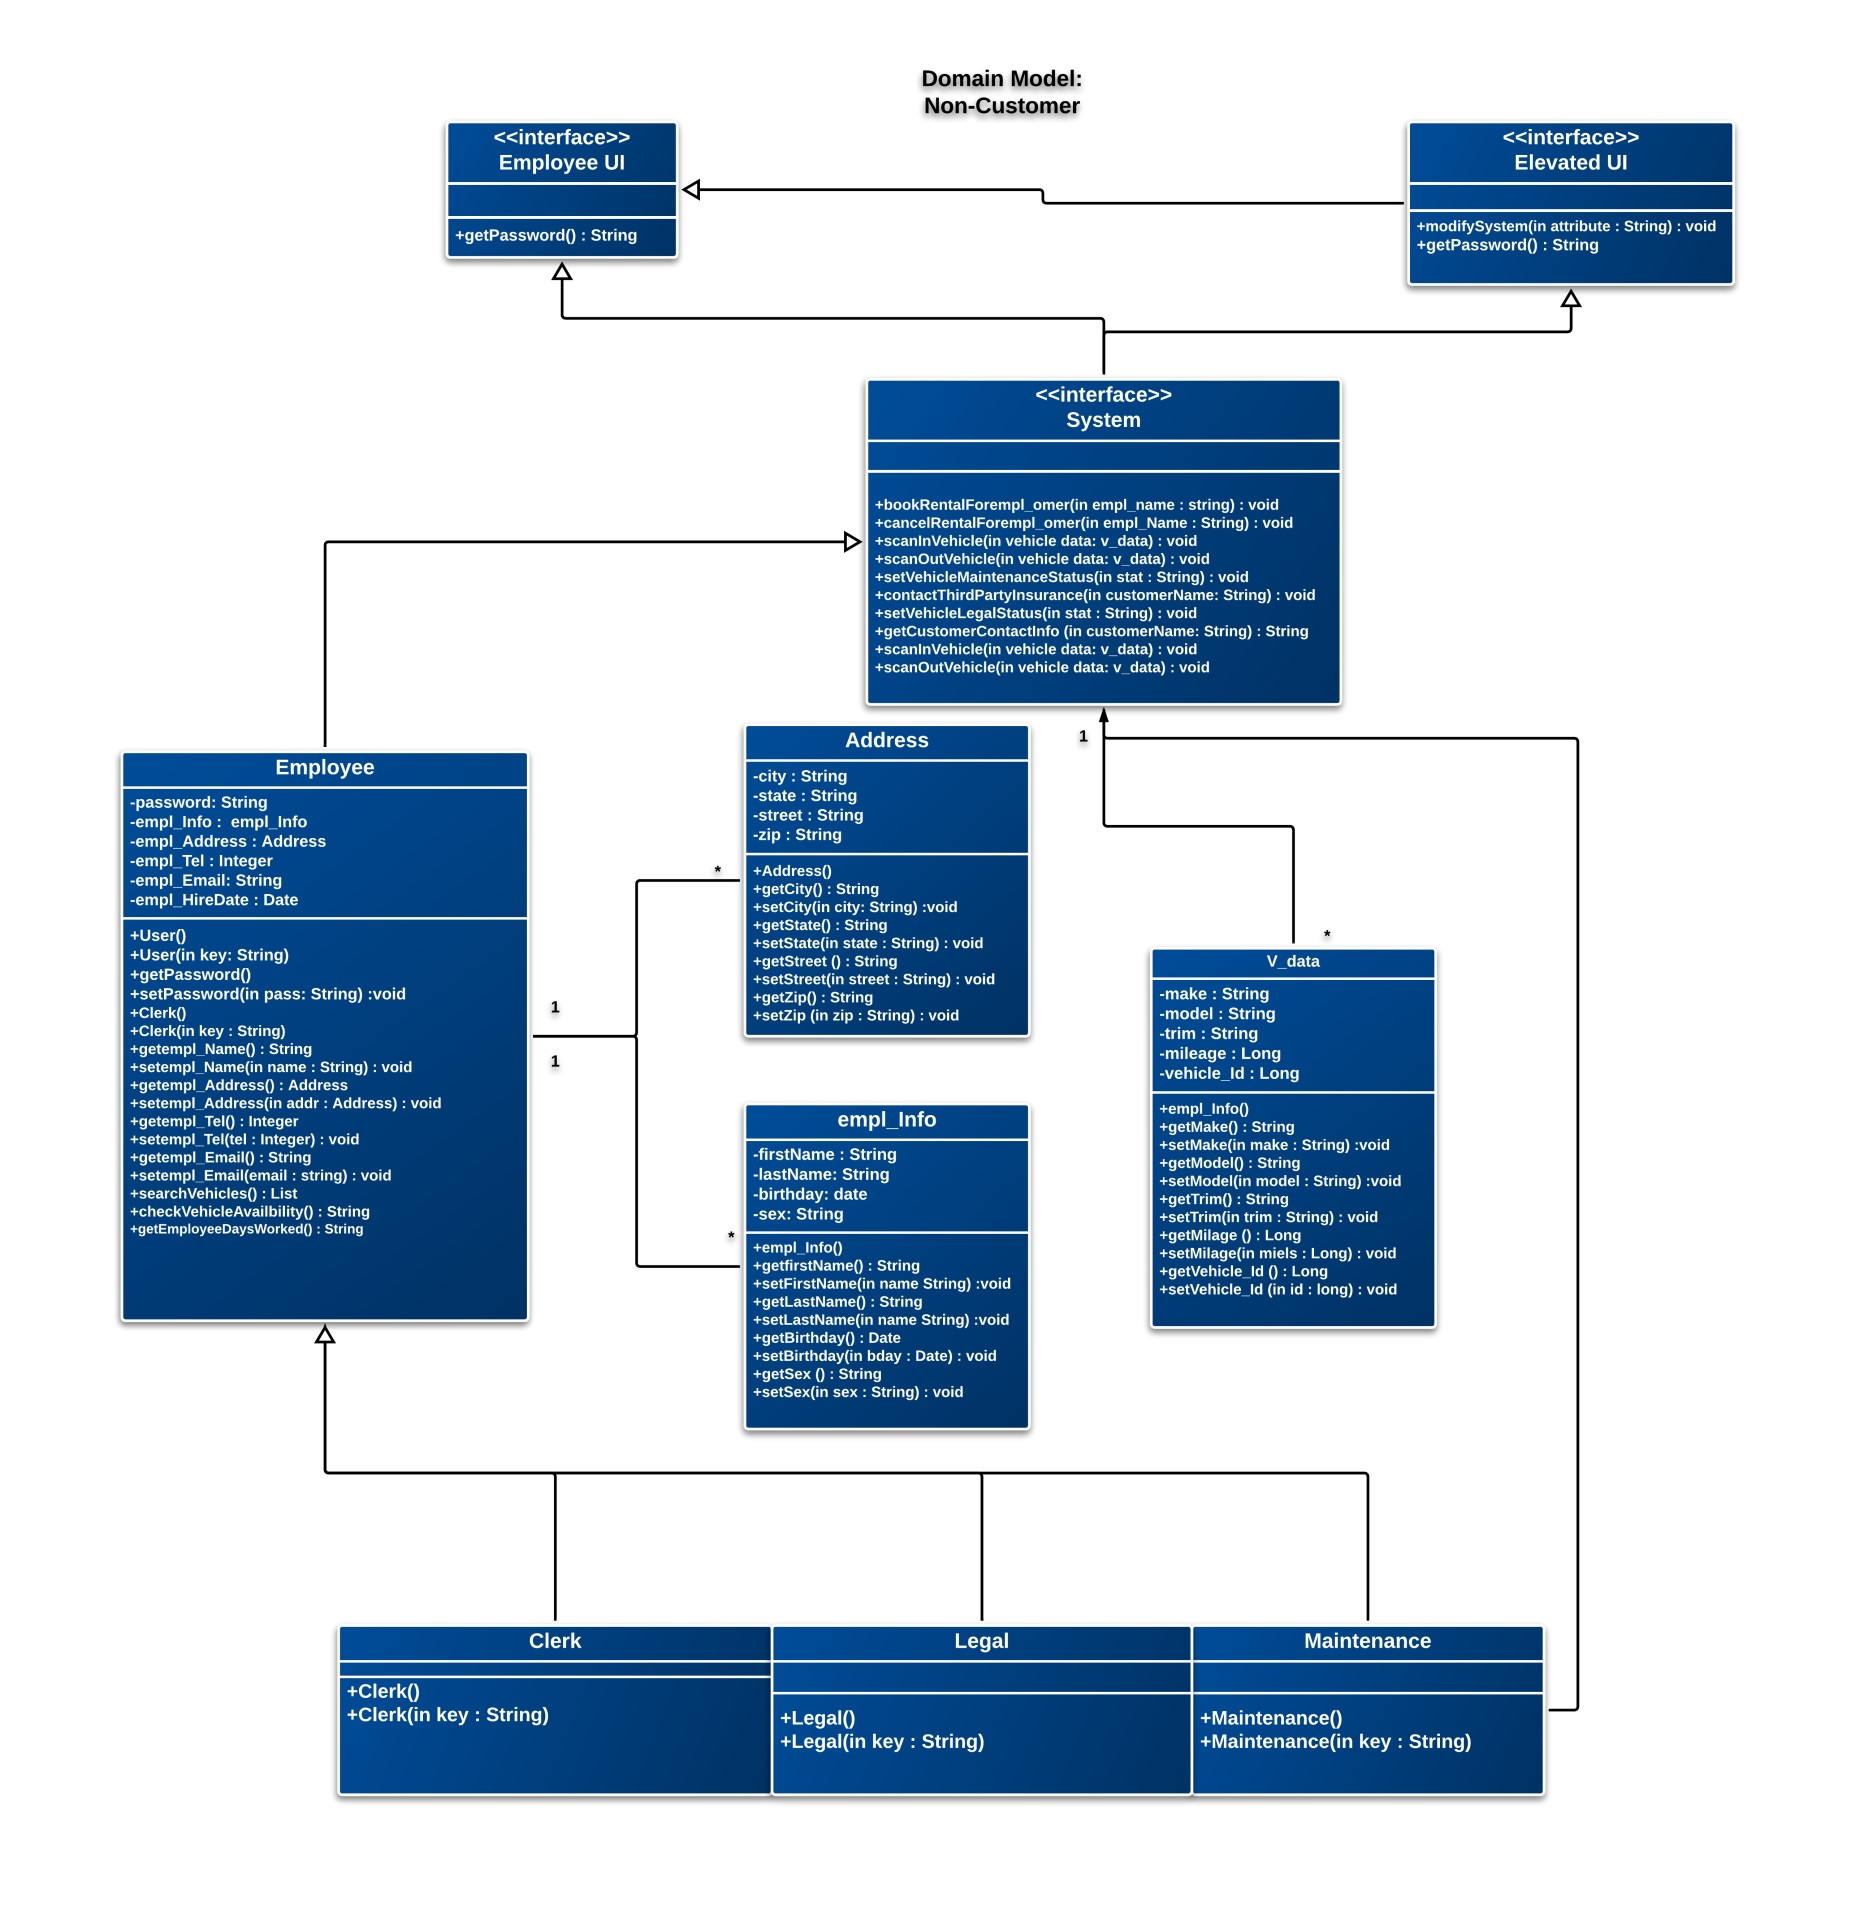 Domain Model:
Non-Customer
<<interface>>
Employee UI
+getPassword() : String
<<interface>>
Elevated UI
+modifySystem(in attribute : String) : void
+getPassword() : String
<<interface>>
System
+bookRentalForempl_omer(in empl_name : string) : void
+cancelRentalForempl_omer(in empl_Name : String) : void
+scanInVehicle(in vehicle data: v_data) : void
+scanOutVehicle(in vehicle data: v_data) : void
+setVehicleMaintenanceStatus(in stat : String) : void
+contactThirdPartyInsurance(in customerName: String) : void
+setVehicleLegalStatus(in stat : String) : void
+getCustomerContactInfo (in customerName: String) : String
+scanInVehicle(in vehicle data: v_data) : void
+scanOutVehicle(in vehicle data: v_data) : void
1
Employee
-password: String
-empl_Info :  empl_Info
-empl_Address : Address
-empl_Tel : Integer
-empl_Email: String
-empl_HireDate : Date
+User()
+User(in key: String)
+getPassword()
+setPassword(in pass: String) :void
+Clerk()
+Clerk(in key : String)
+getempl_Name() : String
+setempl_Name(in name : String) : void
+getempl_Address() : Address
+setempl_Address(in addr : Address) : void
+getempl_Tel() : Integer
+setempl_Tel(tel : Integer) : void
+getempl_Email() : String
+setempl_Email(email : string) : void
+searchVehicles() : List
+checkVehicleAvailbility() : String
+getEmployeeDaysWorked() : String
1
1
*
*
Address
-city : String
-state : String
-street : String
-zip : String
+Address()
+getCity() : String
+setCity(in city: String) :void
+getState() : String
+setState(in state : String) : void
+getStreet () : String
+setStreet(in street : String) : void
+getZip() : String
+setZip (in zip : String) : void
empl_Info
-firstName : String
-lastName: String
-birthday: date
-sex: String
+empl_Info()
+getfirstName() : String
+setFirstName(in name String) :void
+getLastName() : String
+setLastName(in name String) :void
+getBirthday() : Date
+setBirthday(in bday : Date) : void
+getSex () : String
+setSex(in sex : String) : void
*
V_data
-make : String
-model : String
-trim : String
-mileage : Long
-vehicle_Id : Long
+empl_Info()
+getMake() : String
+setMake(in make : String) :void
+getModel() : String
+setModel(in model : String) :void
+getTrim() : String
+setTrim(in trim : String) : void
+getMilage () : Long
+setMilage(in miels : Long) : void
+getVehicle_Id () : Long
+setVehicle_Id (in id : long) : void
Clerk
+Clerk()
+Clerk(in key : String)
Legal
+Legal()
+Legal(in key : String)
Maintenance
+Maintenance()
+Maintenance(in key : String)